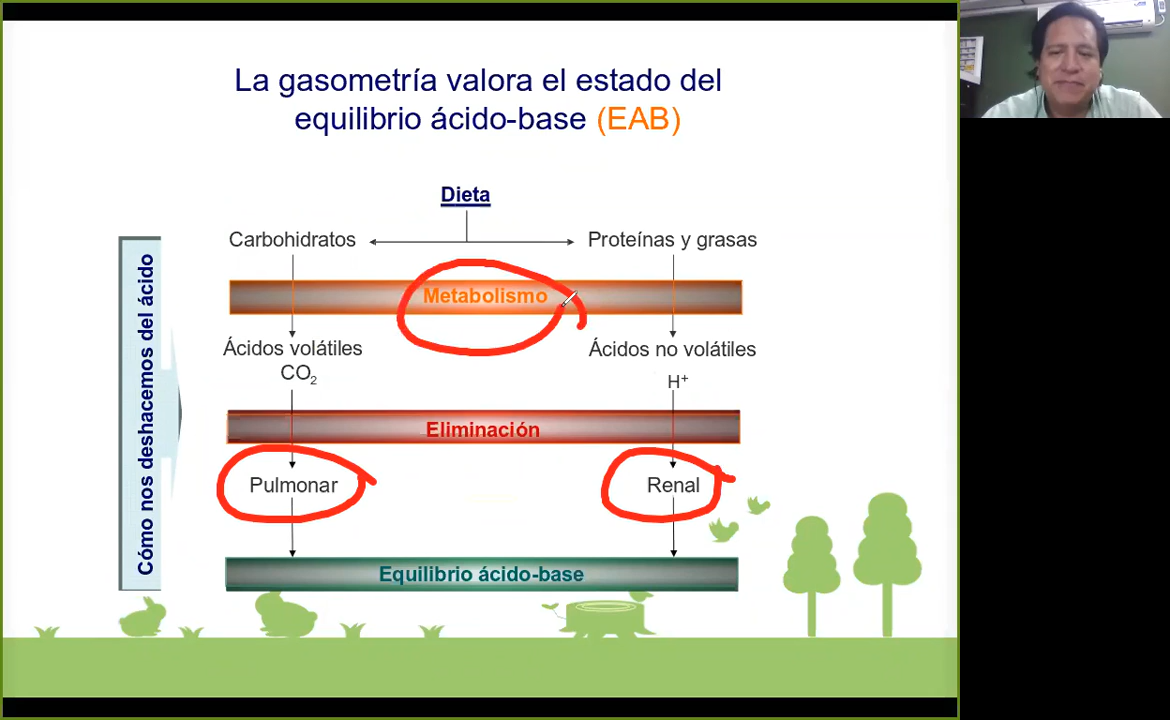 La gasometría valora el estado del
equilibrio ácido-base (EAB)
Dieta
Carbohidratos
Proteínas y grasas
Metabolismo
Ácidos volátiles
CO₂
Ácidos no volátiles
H⁺
Eliminación
Pulmonar
Renal
Equilibrio ácido-base
Cómo nos deshacemos del ácido